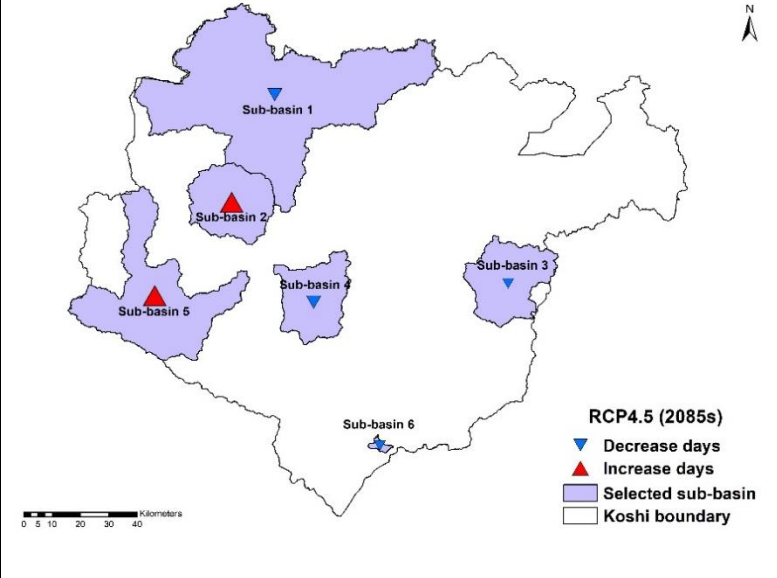 N
Sub-basin 1
Sub-basin 2
Sub-basin 3
Sub-basin 4
Sub-basin 5
Sub-basin 6
RCP4.5 (2085s)
Decrease days
Increase days
Selected sub-basin
Koshi boundary
Kilometers
0 5 10 20 30 40